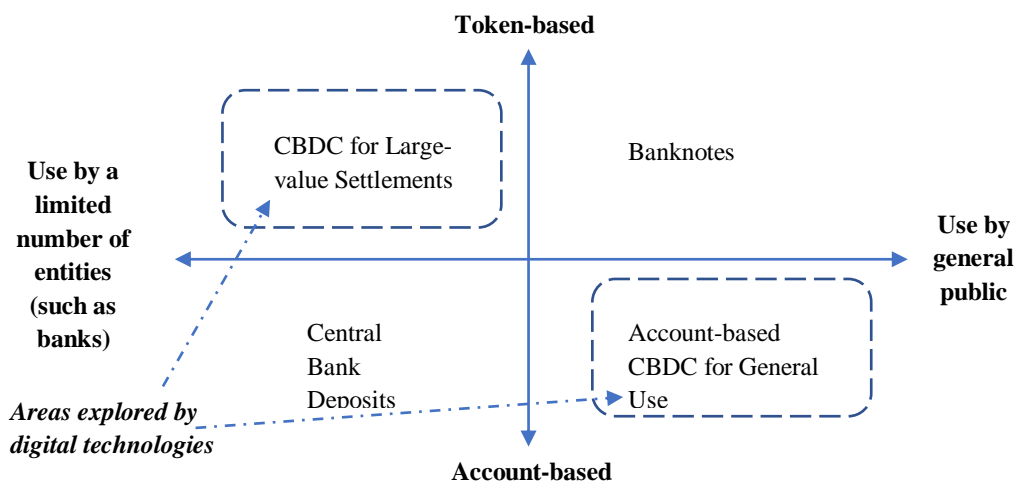 Token-based
CBDC for Large-
value Settlements
Banknotes
Use by a
limited
number of
entities
(such as
banks)
Use by
general
public
Central
Bank
Deposits
Account-based
CBDC for General
Use
Areas explored by
digital technologies
Account-based